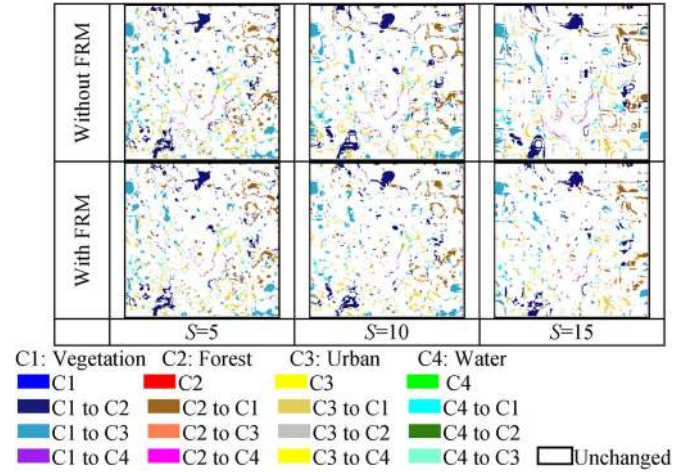 Without FRM
With FRM
S=5 S=10 S=15
C1: Vegetation C2: Forest C3: Urban C4: Water
C1 C2 C3 C4
C1 to C2 C2 to C1 C3 to C1 C4 to C1
C1 to C3 C2 to C3 C3 to C2 C4 to C2
C1 to C4 C2 to C4 C3 to C4 C4 to C3 Unchanged